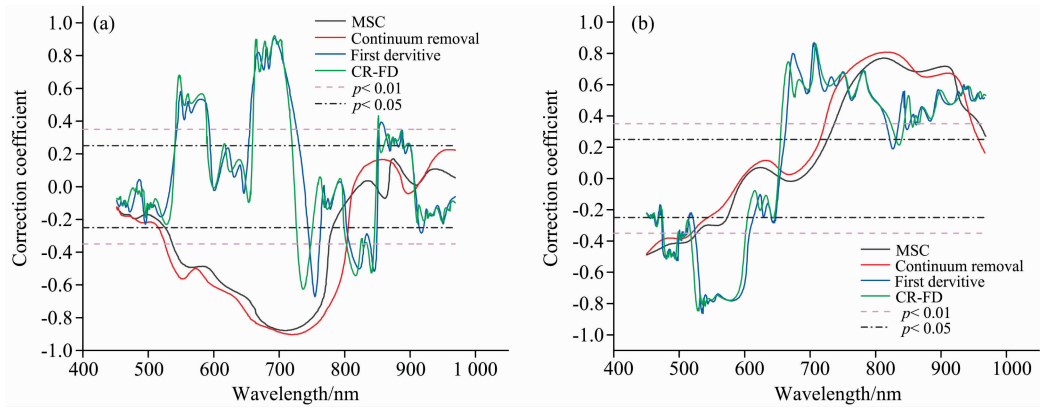 (a)
MSC
Continuum removal
First dervitive
CR-FD
p< 0.01
p< 0.05
1.0
0.8
0.6
0.4
0.2
0.0
-0.2
-0.4
-0.6
-0.8
-1.0
Correction coefficient
400 500 600 700 800 900 1 000
Wavelength/nm
(b)
1.0
0.8
0.6
0.4
0.2
0.0
-0.2
-0.4
-0.6
-0.8
-1.0
Correction coefficient
MSC
Continuum removal
First dervitive
CR-FD
p< 0.01
p< 0.05
400 500 600 700 800 900 1000
Wavelength/nm